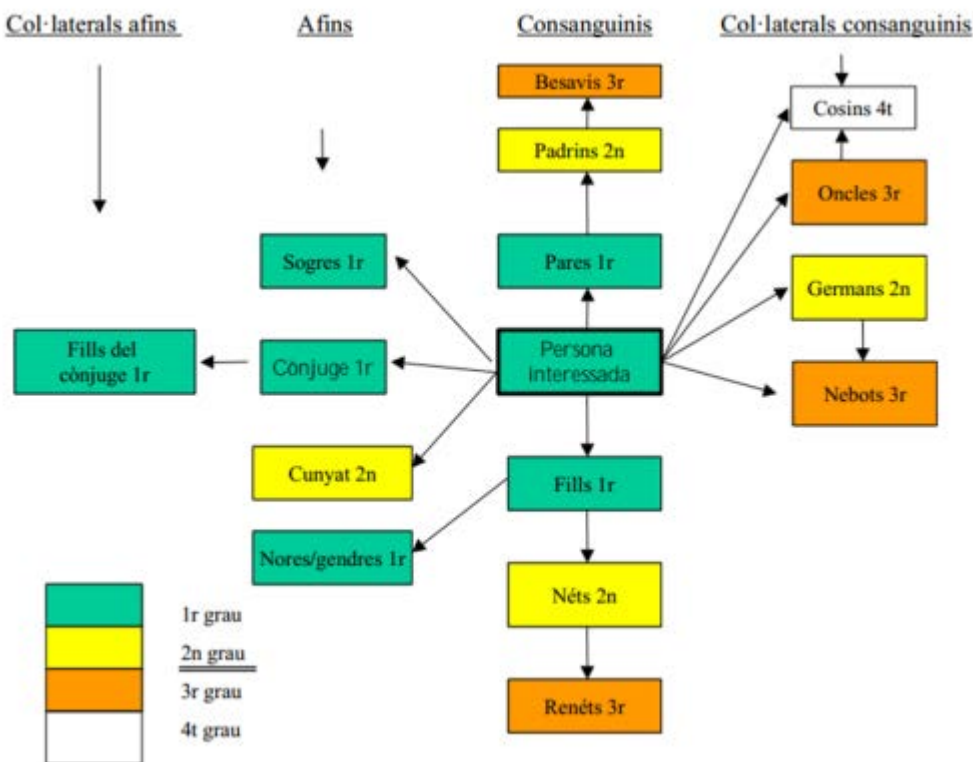 Col·laterals afins
Afins
Consanguinis
Col·laterals consanguinis
Besavis 3r
Cosins 4t
Padrins 2n
Oncles 3r
Sogres 1r
Pares 1r
Germans 2n
Fills del
cònjuge 1r
Cònjuge 1r
Persona
interessada
Nebots 3r
Cunyat 2n
Fills 1r
Nores/gendres 1r
Néts 2n
Renéts 3r
1r grau
2n grau
3r grau
4t grau